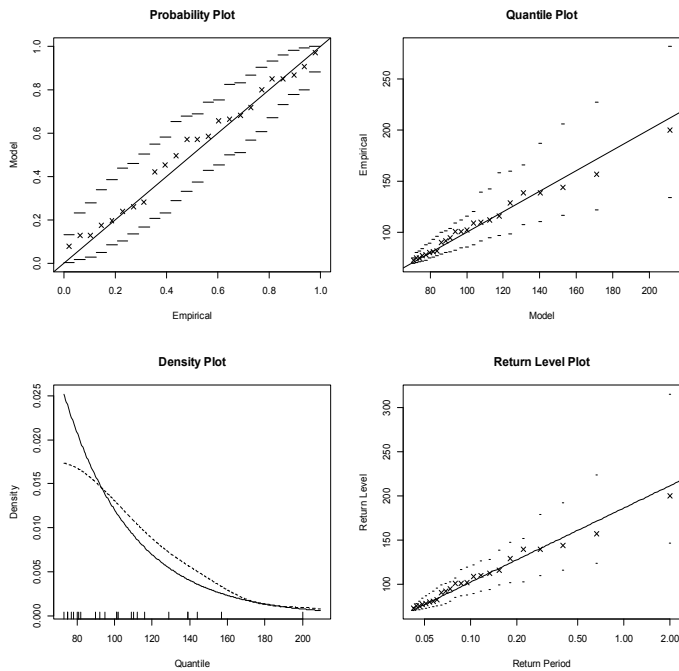 Probability Plot
Model
0.0 0.2 0.4 0.6 0.8 1.0
0.0 0.2 0.4 0.6 0.8 1.0
Empirical
Quantile Plot
Empirical
100 150 200 250
80 100 120 140 160 180 200
Model
Density Plot
Density
0.000 0.005 0.010 0.015 0.020 0.025
80 100 120 140 160 180 200
Quantile
Return Level Plot
Return Level
100 150 200 250 300
0.05 0.10 0.20 0.50 1.00 2.00
Return Period